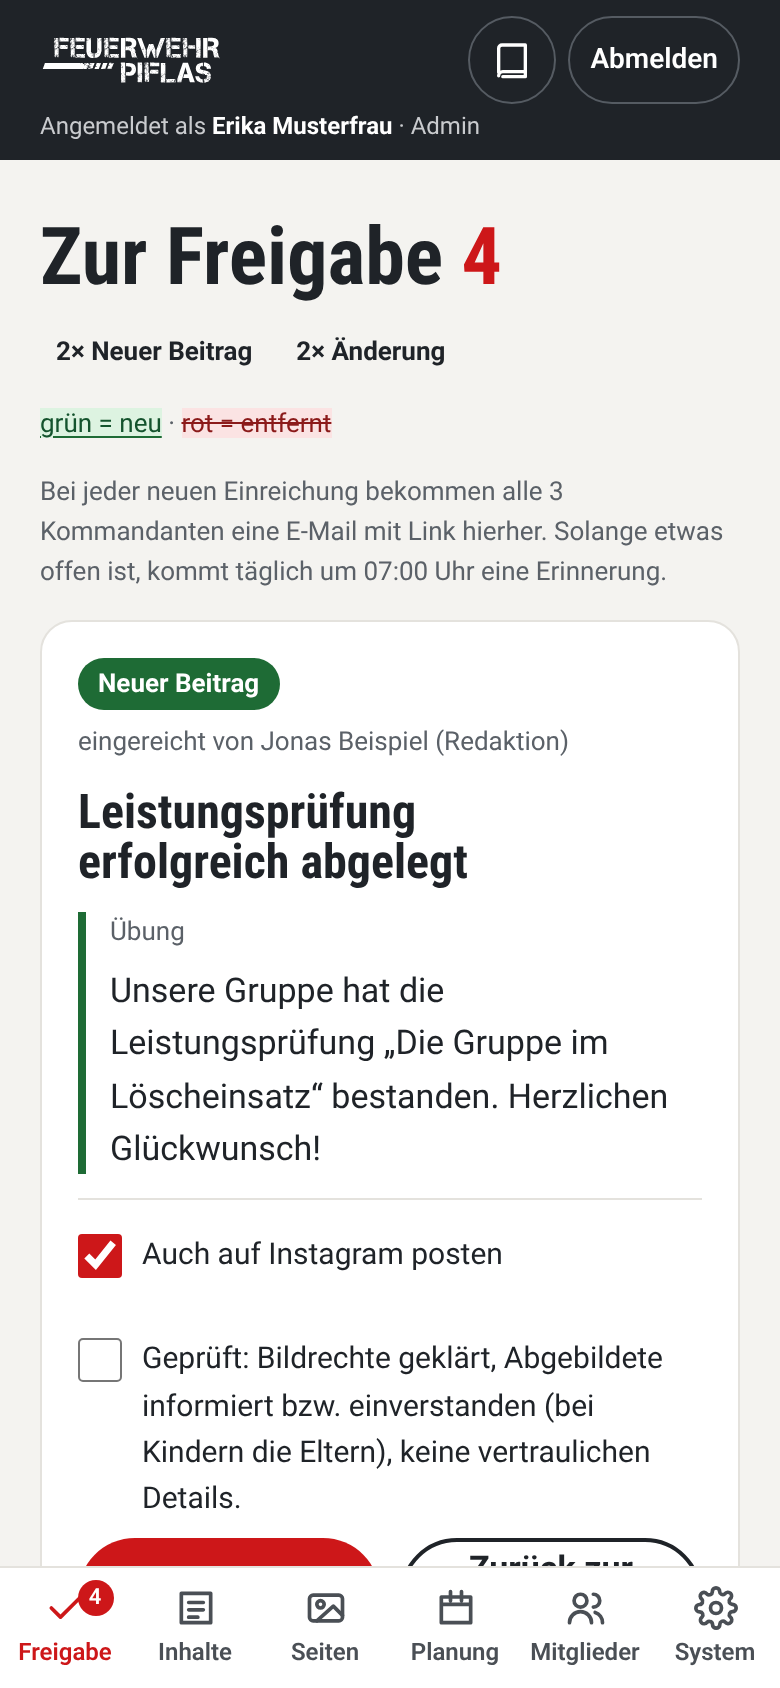 FEUERWEHR
PIFLAS
Abmelden
Angemeldet als Erika Musterfrau · Admin
Zur Freigabe 4
2× Neuer Beitrag 2× Änderung
grün = neu · rot = entfernt
Bei jeder neuen Einreichung bekommen alle 3
Kommandanten eine E-Mail mit Link hierher. Solange etwas
offen ist, kommt täglich um 07:00 Uhr eine Erinnerung.
Neuer Beitrag
eingereicht von Jonas Beispiel (Redaktion)
Leistungsprüfung
erfolgreich abgelegt
Übung
Unsere Gruppe hat die
Leistungsprüfung „Die Gruppe im
Löscheinsatz“ bestanden. Herzlichen
Glückwunsch!
Auch auf Instagram posten
Geprüft: Bildrechte geklärt, Abgebildete
informiert bzw. einverstanden (bei
Kindern die Eltern), keine vertraulichen
Details.
Zurück zur
4
Freigabe Inhalte Seiten Planung Mitglieder System